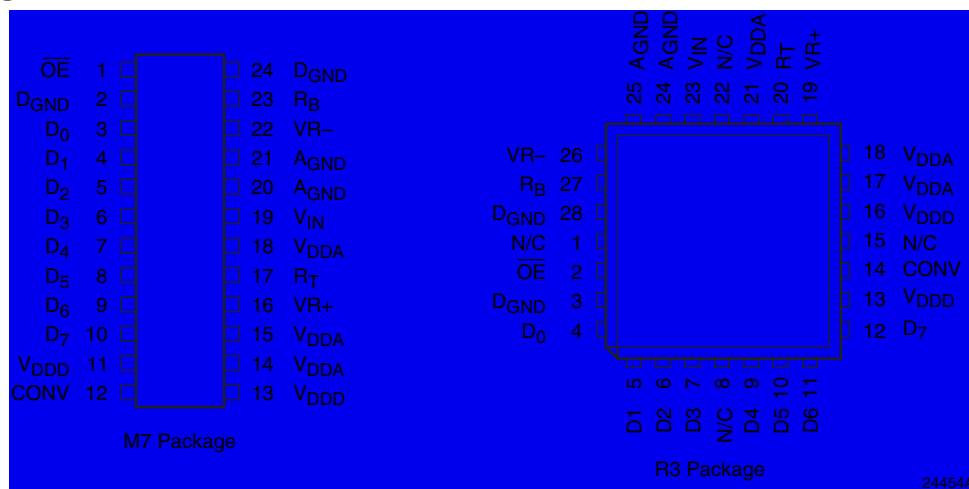 OE 1 24 DGND
DGND 2 23 RB
D0 3 22 VR–
D1 4 21 AGND
D2 5 20 AGND
D3 6 19 VIN
D4 7 18 VDDA
D5 8 17 RT
D6 9 16 VR+
D7 10 15 VDDA
VDDD 11 14 VDDA
CONV 12 13 VDDD
M7 Package
AGND AGND VIN N/C VDDA RT VR+
25 24 23 22 21 20 19
VR– 26 18 VDDA
RB 27 17 VDDA
DGND 28 16 VDDD
N/C 1 15 N/C
OE 2 14 CONV
DGND 3 13 VDDD
D0 4 12 D7
5 6 7 8 9 10 11
D1 D2 D3 N/C D4 D5 D6
R3 Package